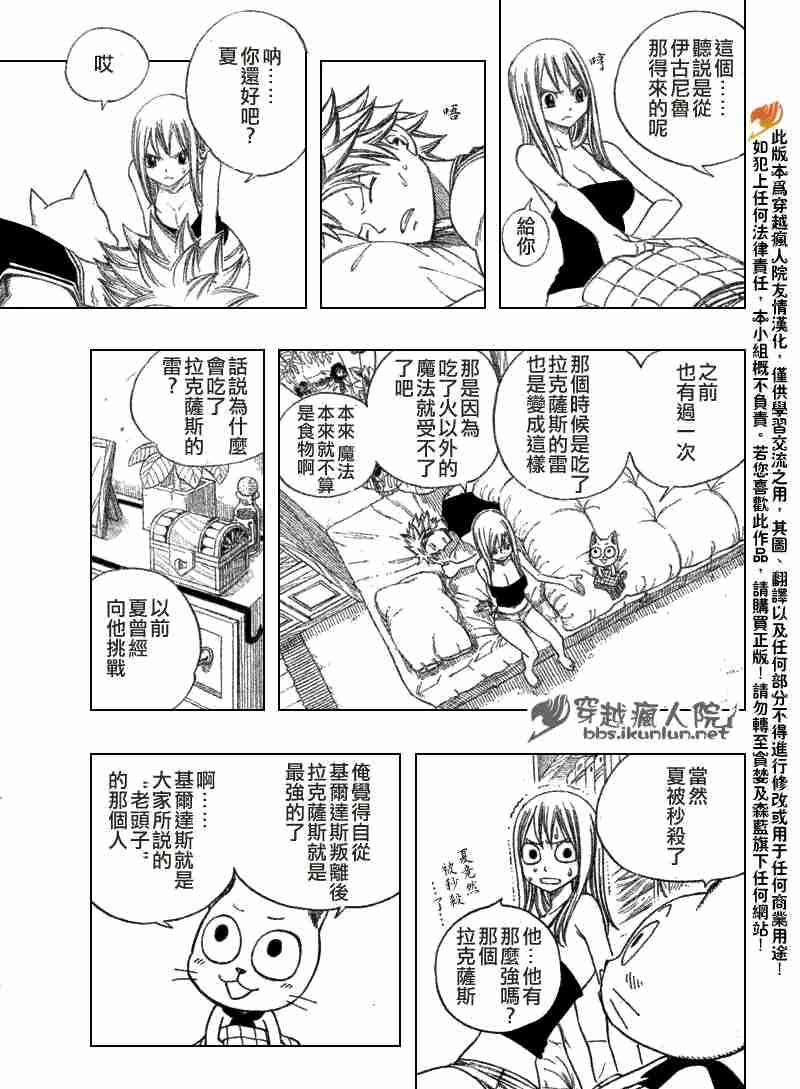 這個……
聽說是從
伊古尼魯
那得來的呢
哼
給你
唔
吶……
你還好吧?
夏
哎
之前
也有過一次
那個時候是吃了
拉克薩斯的雷
也是變成這樣
那是因為
吃了火以外的
魔法就受不了
了吧
本來 魔法
本來就不算
是食物啊
話説為什麼
會吃了
拉克薩斯的
雷?
以前
夏曾經
向他挑戰
當然
夏被秒殺了
夏竟然
被秒殺
了…
他…他有
那麼強嗎?
那個
拉克薩斯
俺覺得自從
基爾達斯叛離後
拉克薩斯就是
最強的了
啊……
基爾達斯就是
大家所説的
"老頭子"
的那個人
穿越瘋人院
bbs.ikunlun.net
此版本爲穿越瘋人院友情漢化，僅供學習交流之用，其圖、翻譯以及任何部分不得進行修改或用于任何商業用途！
如犯上任何法律責任，本小組概不負責。若您喜歡此作品，請購買正版！請勿轉至貪婪及森藍旗下任何網站！